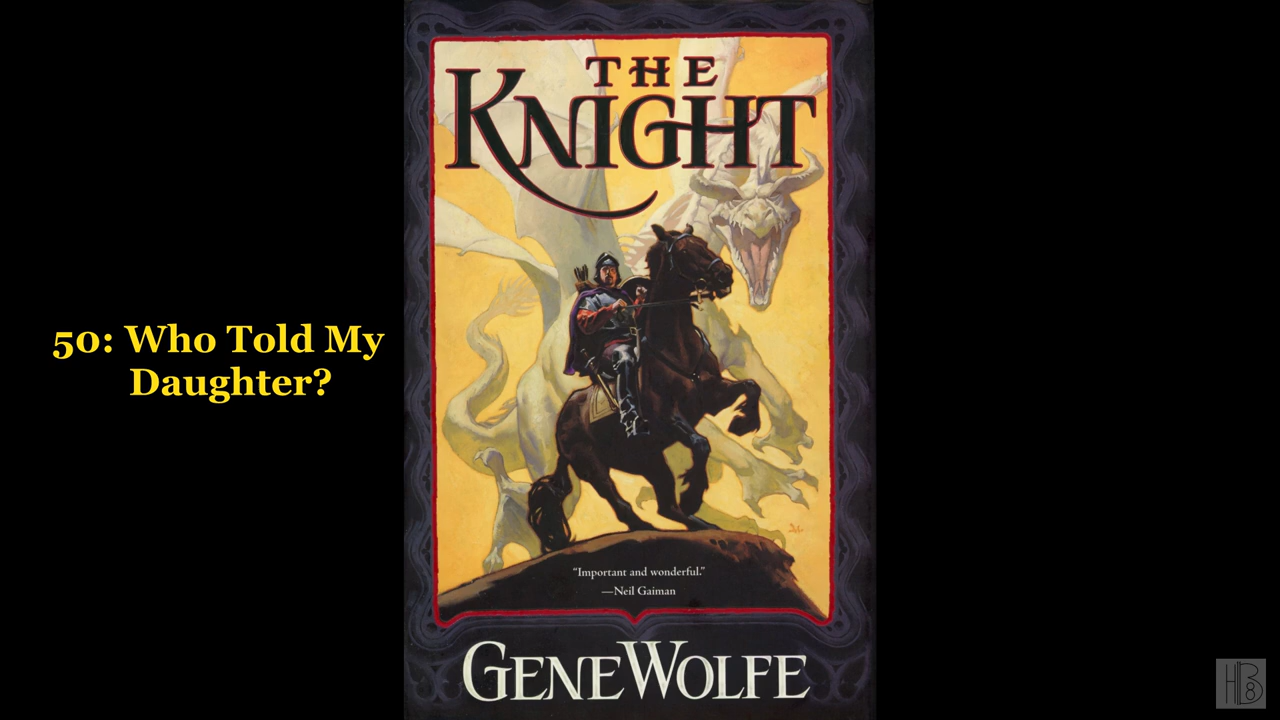 50: Who Told My
Daughter?
THE
KNIGHT
“Important and wonderful.”
—Neil Gaiman
GENE WOLFE